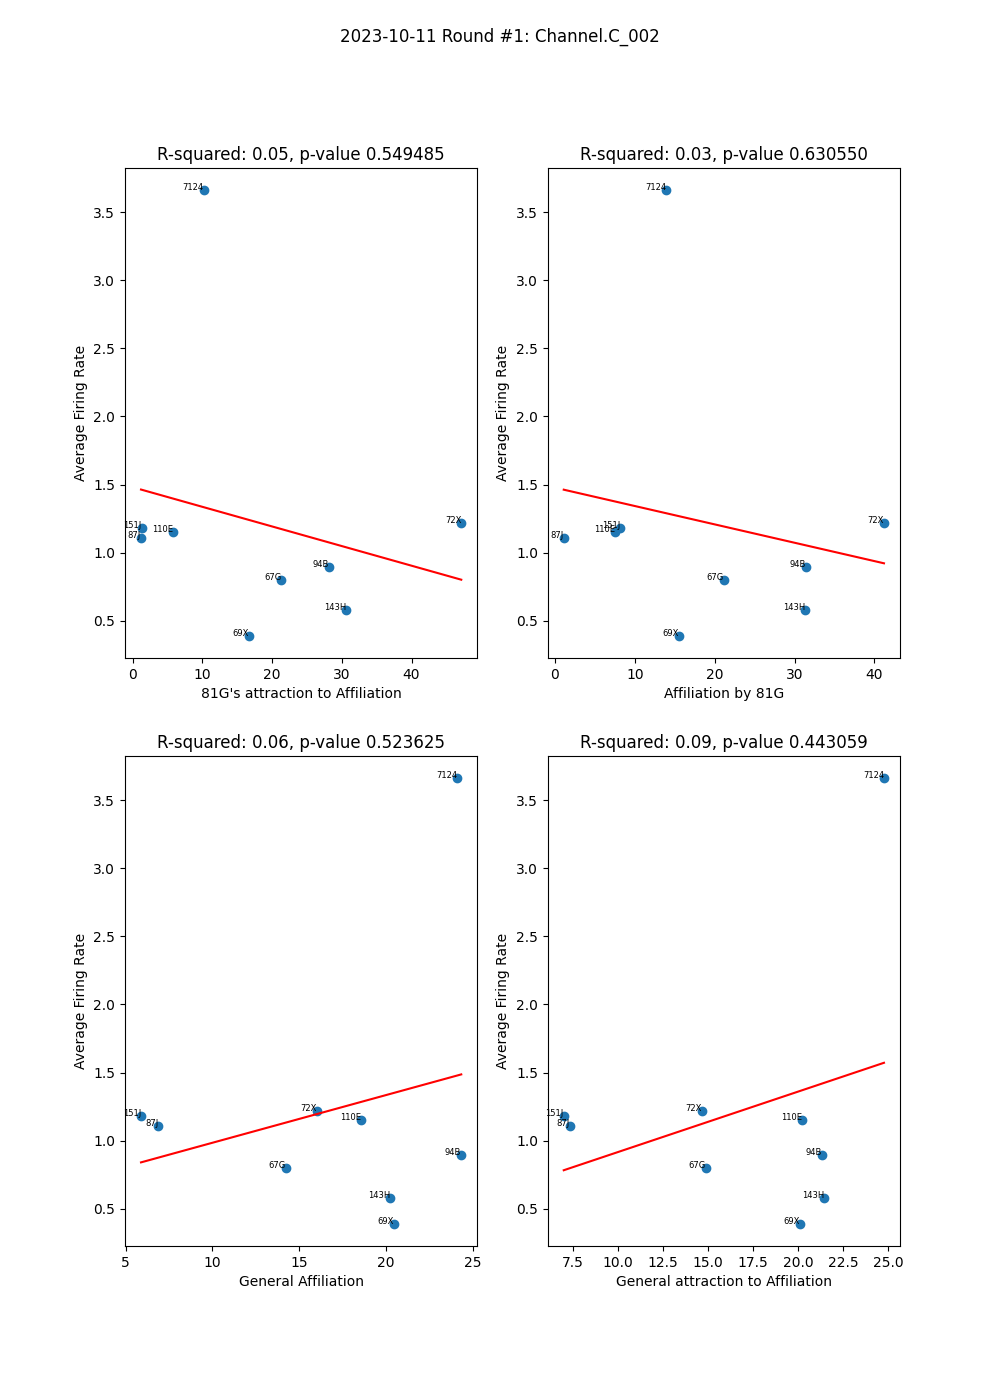 2023-10-11 Round #1: Channel.C_002
R-squared: 0.05, p-value 0.549485
Average Firing Rate
3.5
3.0
2.5
2.0
1.5
1.0
0.5
7124
151J
87J
110E
72X
94B
67G
143H
69X
0 10 20 30 40
81G's attraction to Affiliation
R-squared: 0.03, p-value 0.630550
Average Firing Rate
3.5
3.0
2.5
2.0
1.5
1.0
0.5
7124
87J
110E
151J
72X
94B
67G
143H
69X
0 10 20 30 40
Affiliation by 81G
R-squared: 0.06, p-value 0.523625
Average Firing Rate
3.5
3.0
2.5
2.0
1.5
1.0
0.5
7124
151J
87J
72X
110E
94B
67G
143H
69X
5 10 15 20 25
General Affiliation
R-squared: 0.09, p-value 0.443059
Average Firing Rate
3.5
3.0
2.5
2.0
1.5
1.0
0.5
7124
151J
87J
72X
110E
94B
67G
143H
69X
7.5 10.0 12.5 15.0 17.5 20.0 22.5 25.0
General attraction to Affiliation